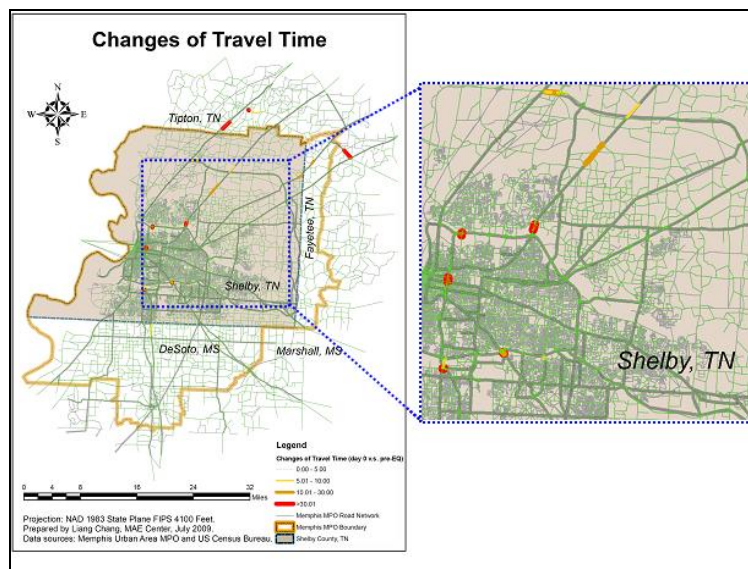 Changes of Travel Time
N
W E
S
Tipton, TN
Fayetee, TN
Shelby, TN
DeSoto, MS
Marshall, MS
Shelby, TN
Legend
Changes of Travel Time (day 0 v.s. pre-EQ)
0.00 - 5.00
5.01 - 10.00
10.01 - 30.00
>30.01
Memphis MPO Road Network
Memphis MPO Boundary
Shelby County, TN
0 4 8 16 24 32
Miles
Projection: NAD 1983 State Plane FIPS 4100 Feet.
Prepared by Liang Chang, MAE Center, July 2009.
Data sources: Memphis Urban Area MPO and US Census Bureau.